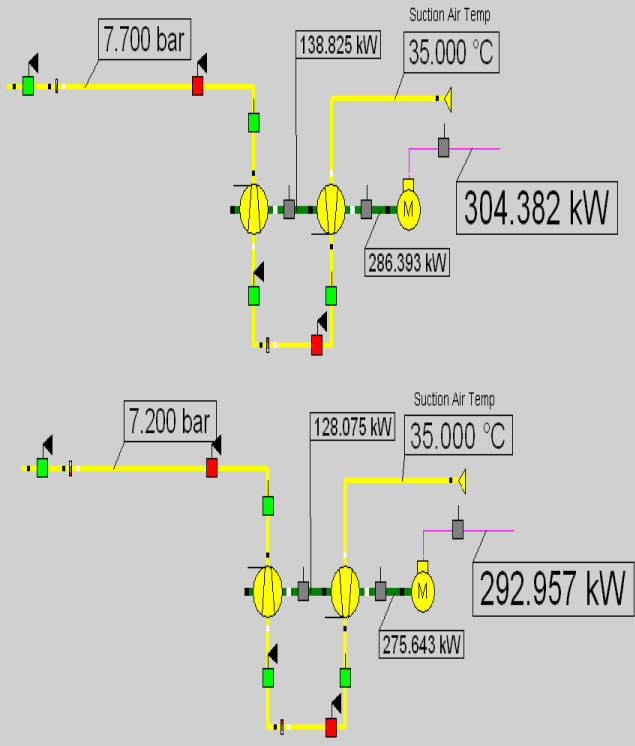 Suction Air Temp
7.700 bar
138.825 kW
35.000 °C
304.382 kW
M
286.393 kW
Suction Air Temp
7.200 bar
128.075 kW
35.000 °C
292.957 kW
M
275.643 kW